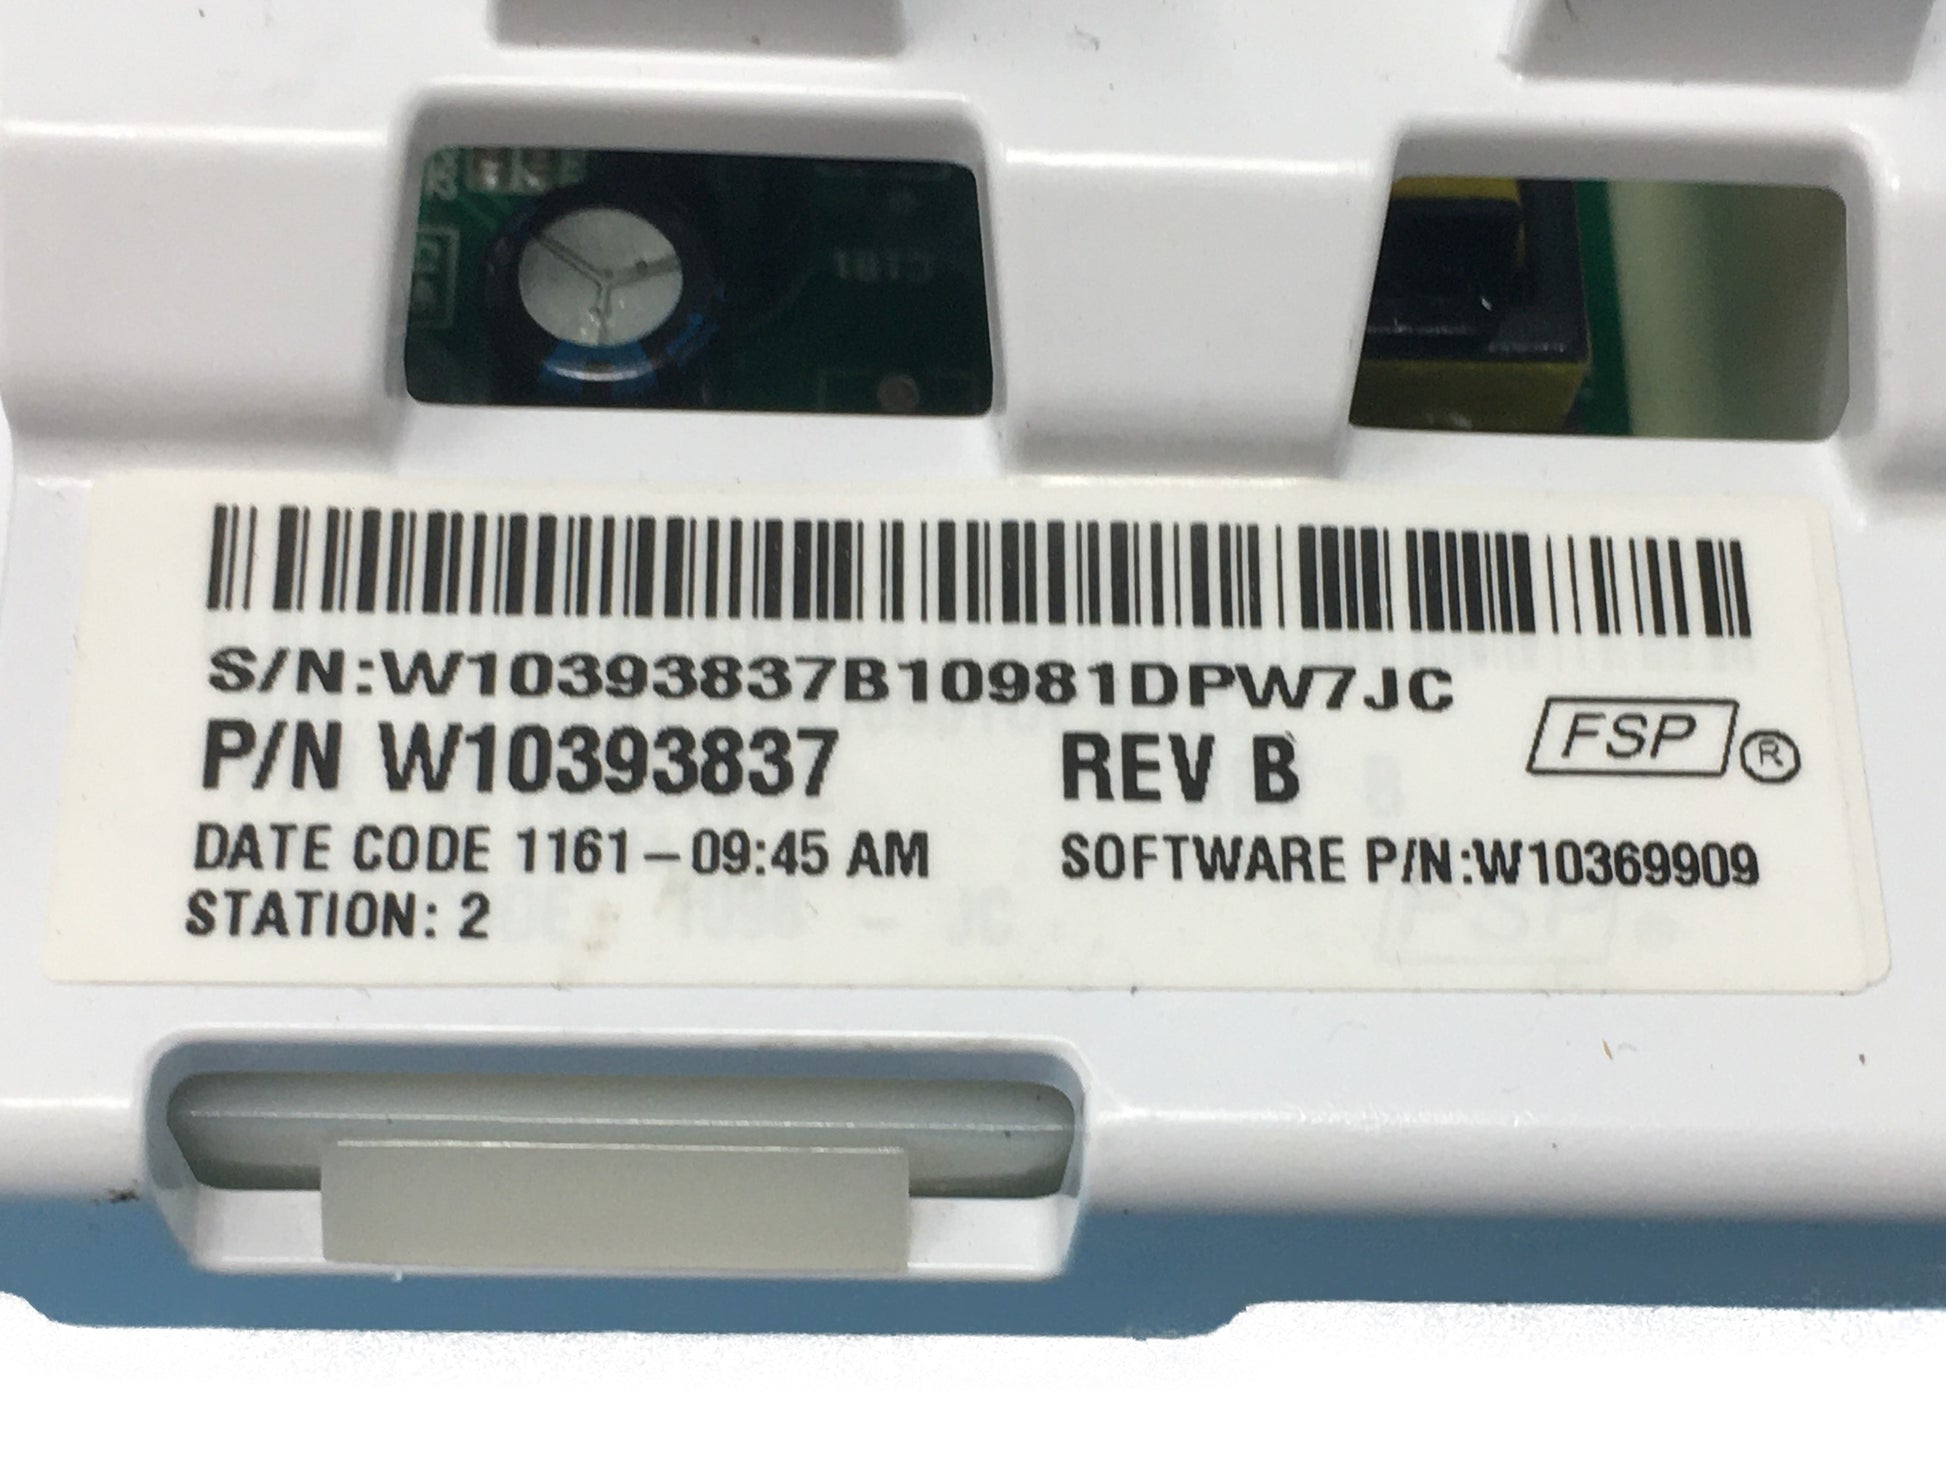 S/N:W10393837B10981DPW7JC
P/N W10393837 REV B FSP ®
DATE CODE 1161-09:45 AM SOFTWARE P/N:W10369909
STATION: 2